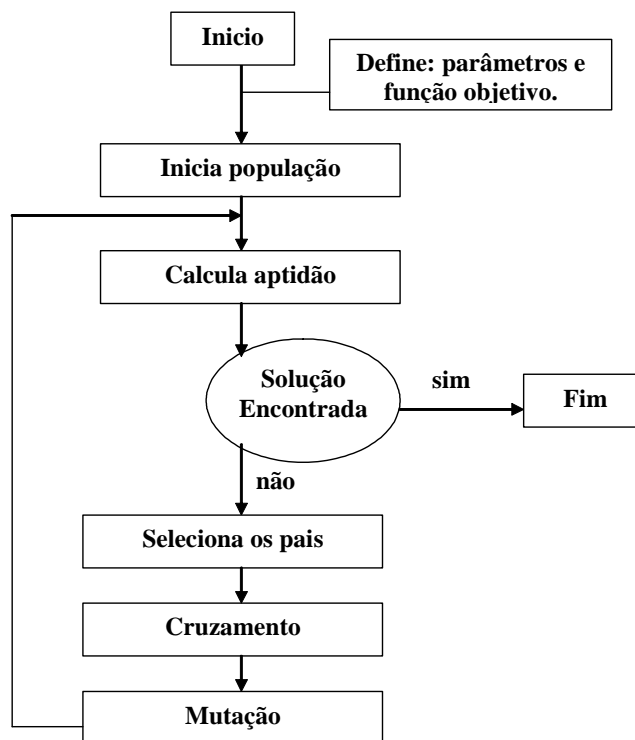 Inicio
Define: parâmetros e
função objetivo.
Inicia população
Calcula aptidão
Solução
Encontrada
sim
Fim
não
Seleciona os pais
Cruzamento
Mutação